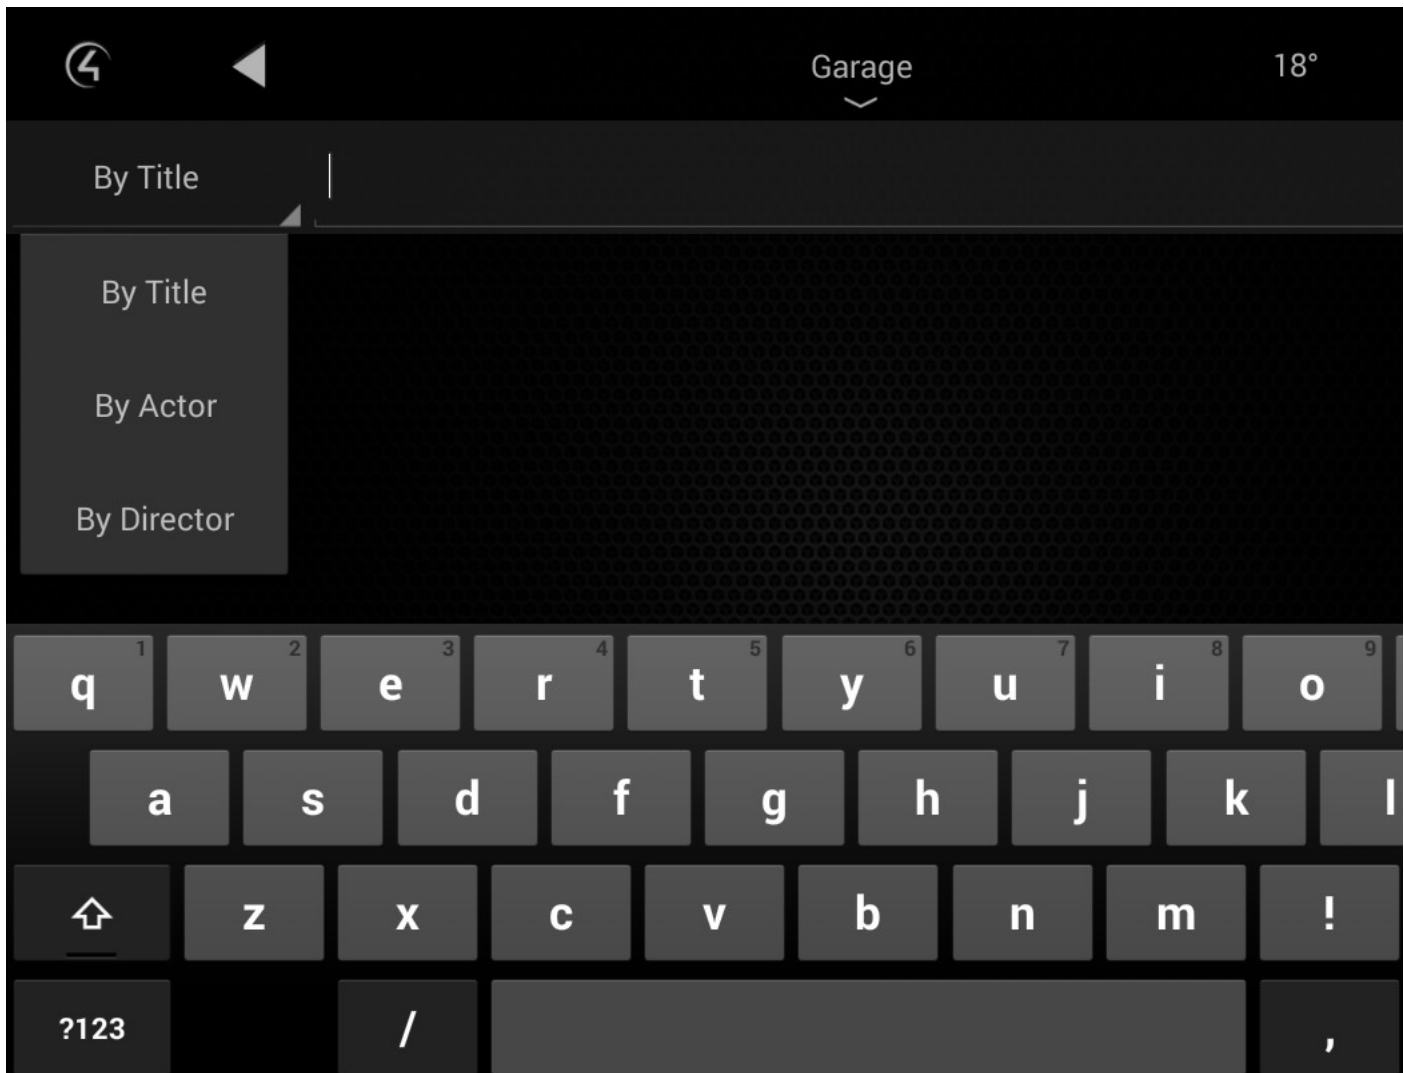 4
Garage
18°
By Title
By Title
By Actor
By Director
1 2 3 4 5 6 7 8 9
q w e r t y u i o
a s d f g h j k l
z x c v b n m !
?123 / ,